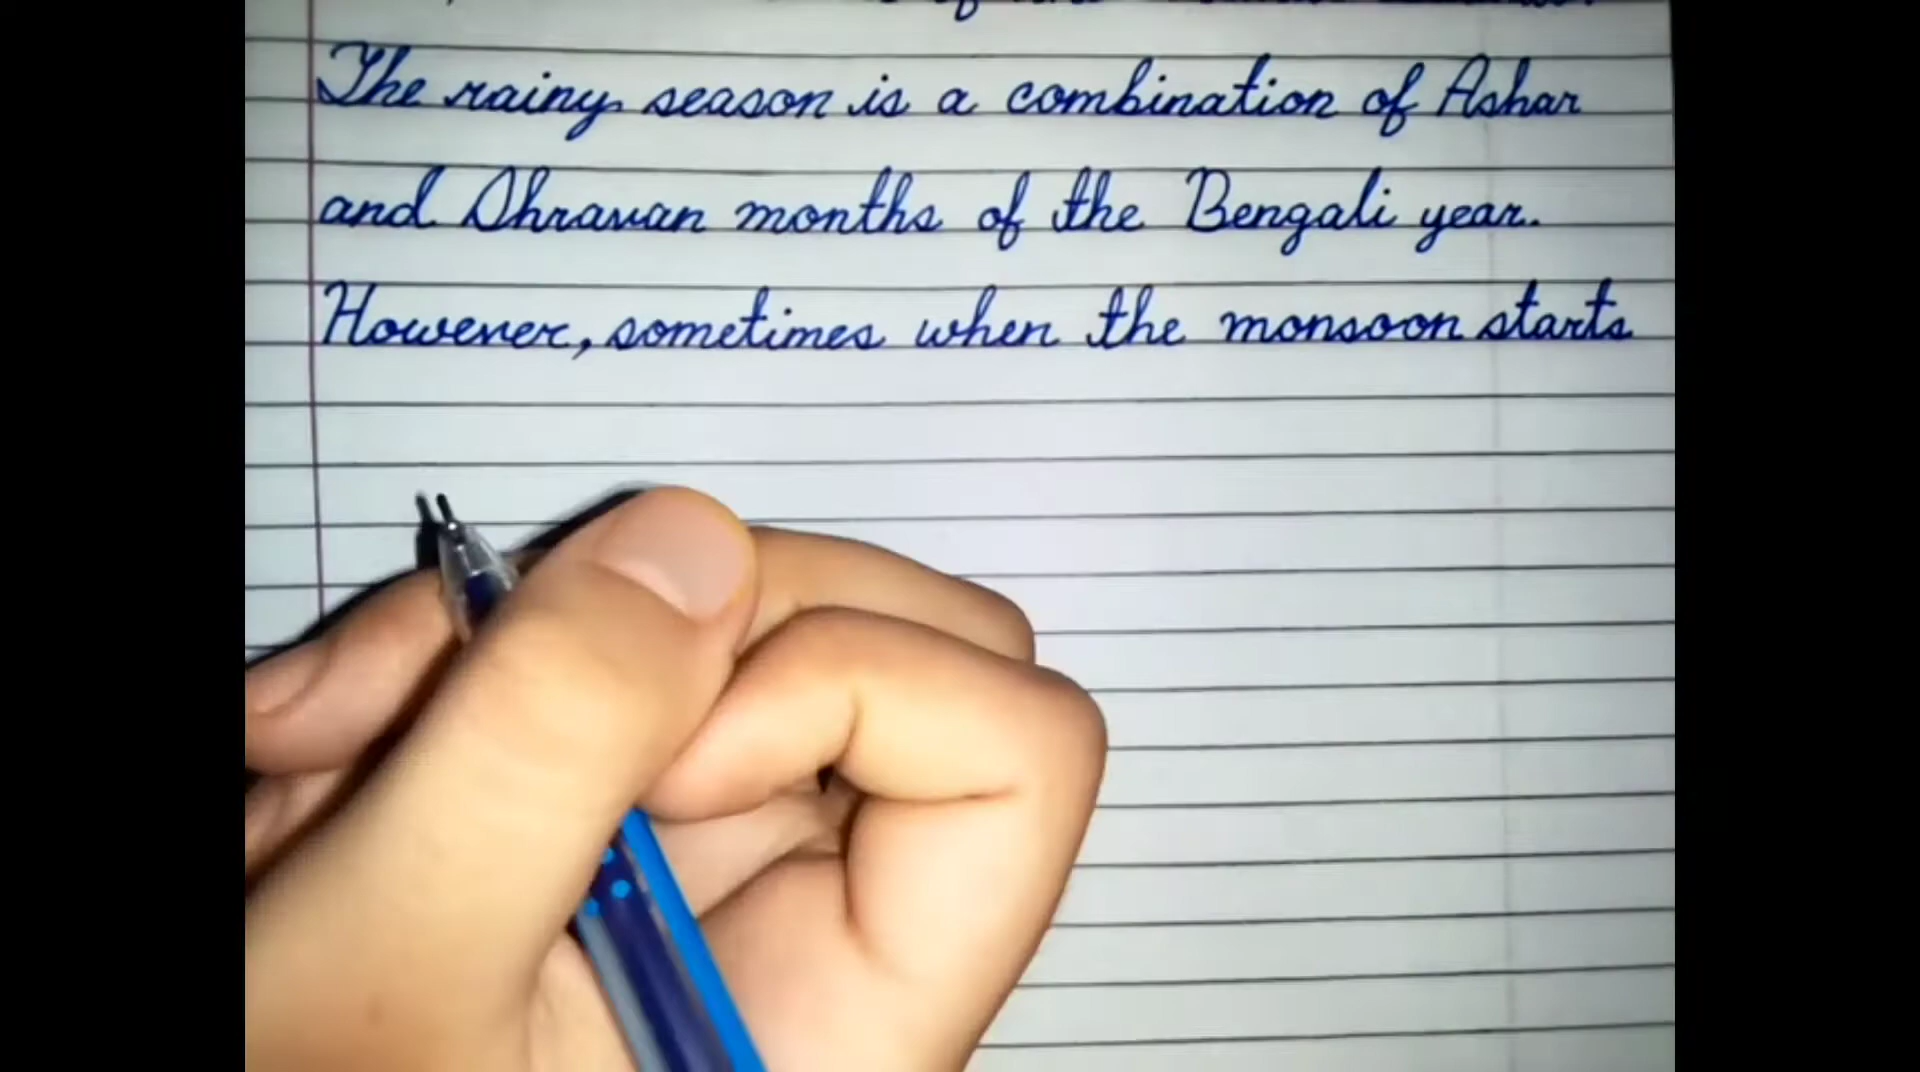 The rainy season is a combination of Ashar
and Shravan months of the Bengali year.
However, sometimes when the monsoon starts